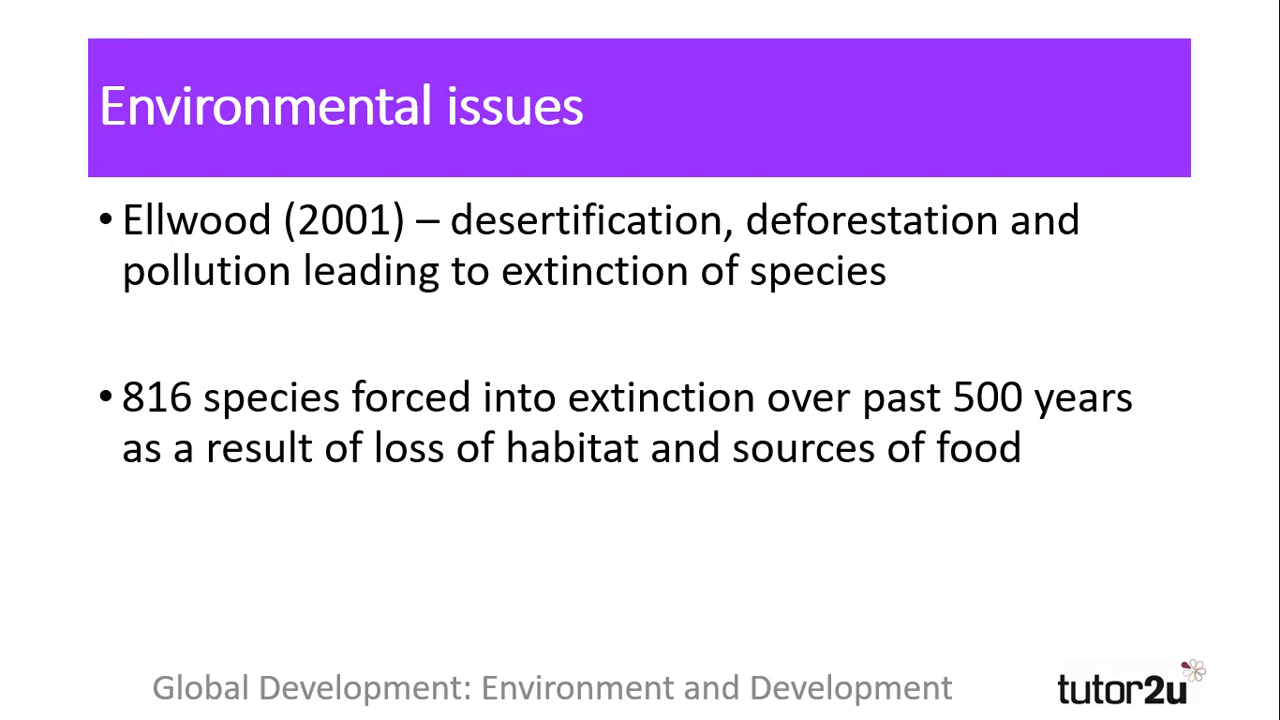 Environmental issues
• Ellwood (2001) – desertification, deforestation and
pollution leading to extinction of species
• 816 species forced into extinction over past 500 years
as a result of loss of habitat and sources of food
Global Development: Environment and Development
tutor2u